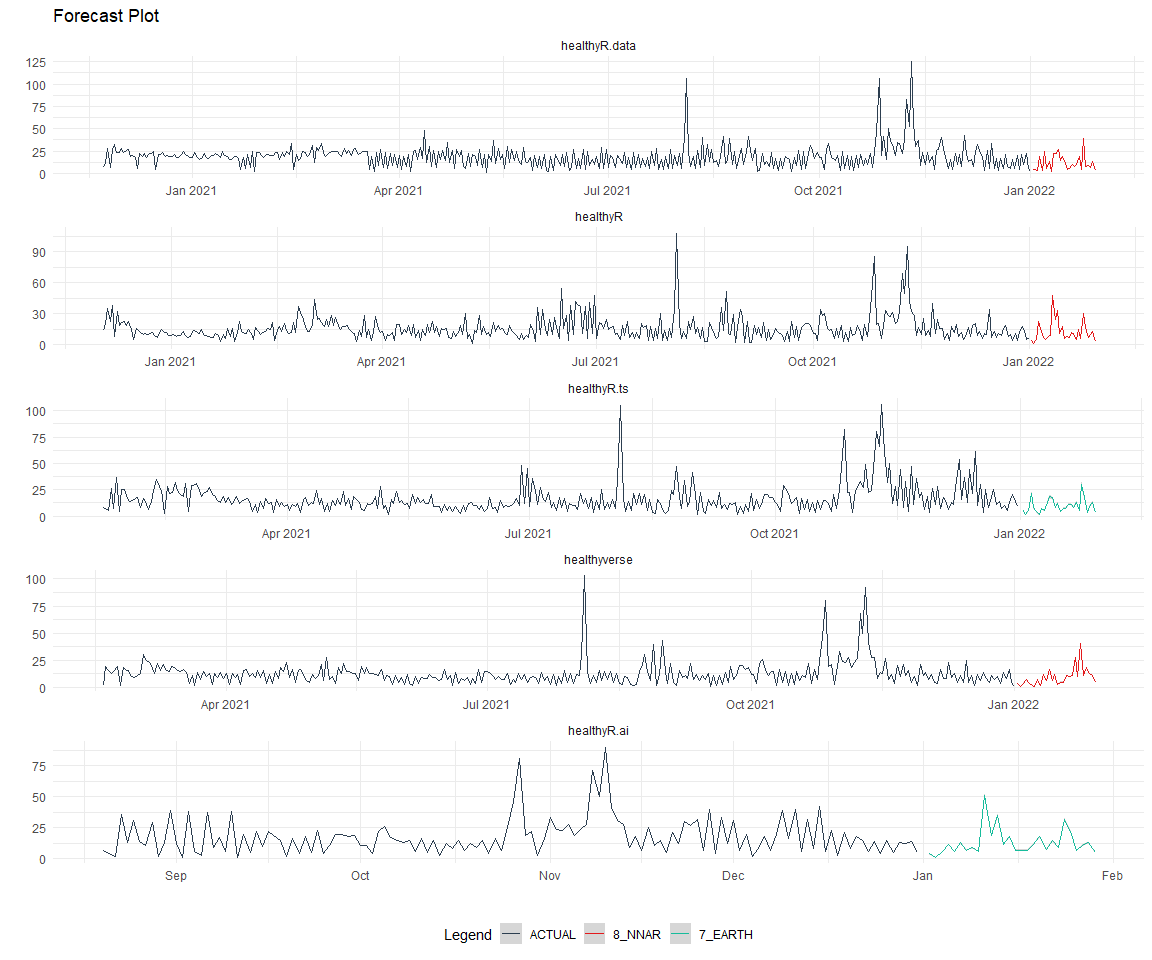 Forecast Plot
healthyR.data
125
100
75
50
25
0
Jan 2021 Apr 2021 Jul 2021 Oct 2021 Jan 2022
healthyR
90
60
30
0
Jan 2021 Apr 2021 Jul 2021 Oct 2021 Jan 2022
healthyR.ts
100
75
50
25
0
Apr 2021 Jul 2021 Oct 2021 Jan 2022
healthyverse
100
75
50
25
0
Apr 2021 Jul 2021 Oct 2021 Jan 2022
healthyR.ai
75
50
25
0
Sep Oct Nov Dec Jan Feb
Legend ACTUAL 8_NNAR 7_EARTH